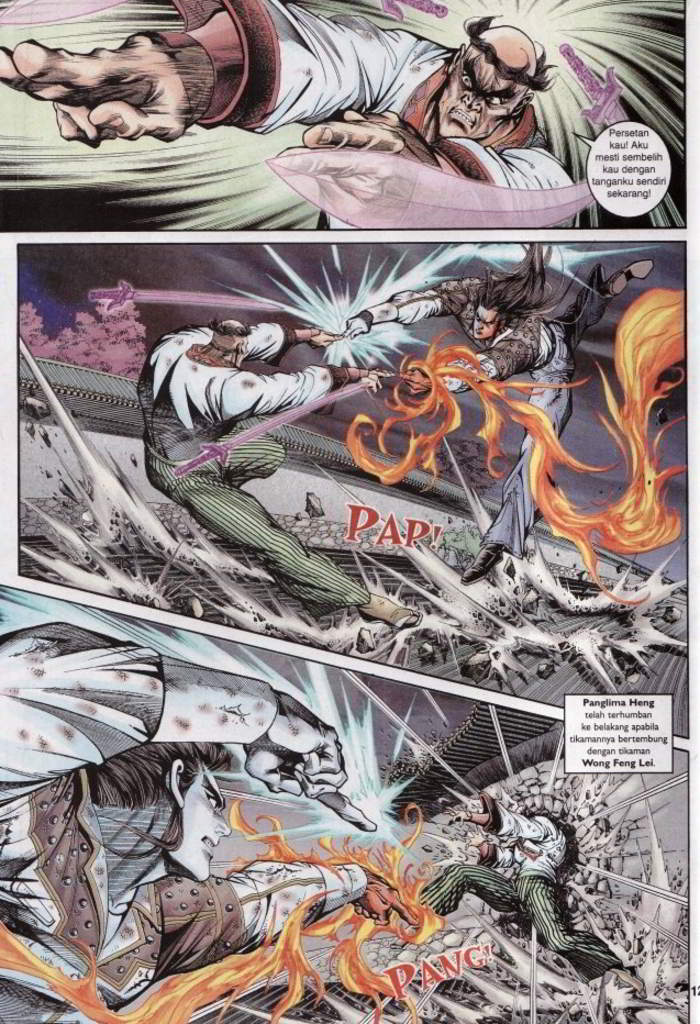 Persetan
kau! Aku
mesti sembelih
kau dengan
tanganku sendiri
sekarang!
PAP!
Panglima Heng
telah terhumban
ke belakang apabila
tikamannya bertembung
dengan tikaman
Wong Feng Lei.
PANG!